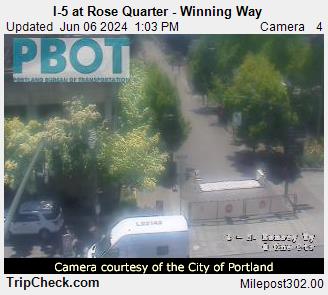 I-5 at Rose Quarter - Winning Way
Updated Jun 06 2024 1:03 PM Camera 4
PBOT
PORTLAND BUREAU OF TRANSPORTATION
Camera courtesy of the City of Portland
TripCheck.com Milepost302.00